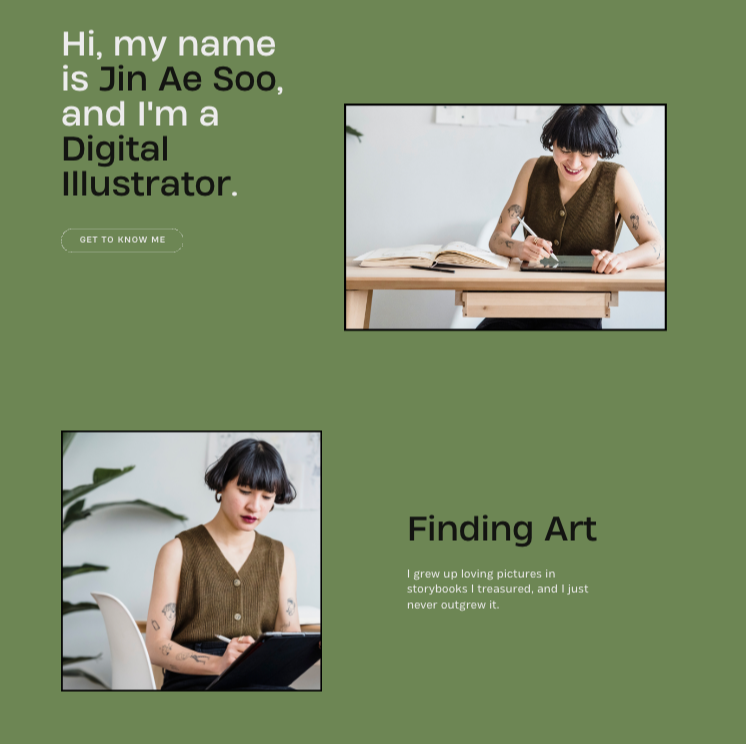 Hi, my name
is Jin Ae Soo,
and I'm a
Digital
Illustrator.
GET TO KNOW ME
Finding Art
I grew up loving pictures in
storybooks I treasured, and I just
never outgrew it.